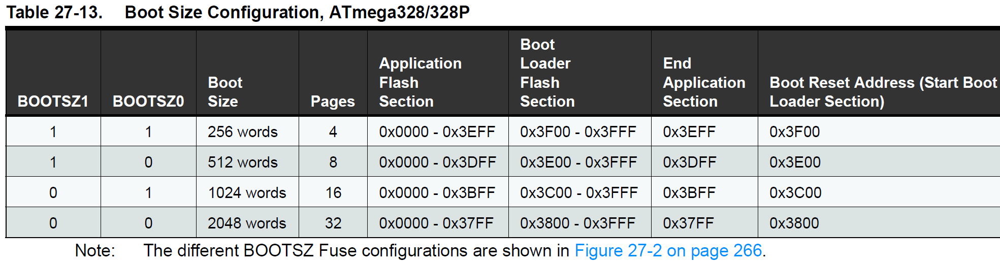 Table 27-13. Boot Size Configuration, ATmega328/328P
BOOTSZ1 BOOTSZ0 Boot Size Pages Application Flash Section Boot Loader Flash Section End Application Section Boot Reset Address (Start Boot Loader Section)
1 1 256 words 4 0x0000 - 0x3EFF 0x3F00 - 0x3FFF 0x3EFF 0x3F00
1 0 512 words 8 0x0000 - 0x3DFF 0x3E00 - 0x3FFF 0x3DFF 0x3E00
0 1 1024 words 16 0x0000 - 0x3BFF 0x3C00 - 0x3FFF 0x3BFF 0x3C00
0 0 2048 words 32 0x0000 - 0x37FF 0x3800 - 0x3FFF 0x37FF 0x3800
Note: The different BOOTSZ Fuse configurations are shown in Figure 27-2 on page 266.